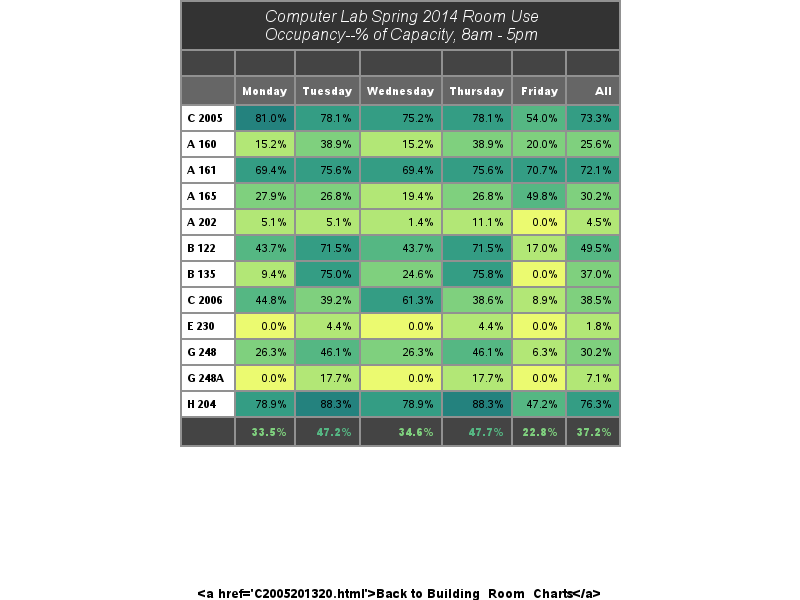 Computer Lab Spring 2014 Room Use
Occupancy--% of Capacity, 8am - 5pm
Monday Tuesday Wednesday Thursday Friday All
C 2005 81.0% 78.1% 75.2% 78.1% 54.0% 73.3%
A 160 15.2% 38.9% 15.2% 38.9% 20.0% 25.6%
A 161 69.4% 75.6% 69.4% 75.6% 70.7% 72.1%
A 165 27.9% 26.8% 19.4% 26.8% 49.8% 30.2%
A 202 5.1% 5.1% 1.4% 11.1% 0.0% 4.5%
B 122 43.7% 71.5% 43.7% 71.5% 17.0% 49.5%
B 135 9.4% 75.0% 24.6% 75.8% 0.0% 37.0%
C 2006 44.8% 39.2% 61.3% 38.6% 8.9% 38.5%
E 230 0.0% 4.4% 0.0% 4.4% 0.0% 1.8%
G 248 26.3% 46.1% 26.3% 46.1% 6.3% 30.2%
G 248A 0.0% 17.7% 0.0% 17.7% 0.0% 7.1%
H 204 78.9% 88.3% 78.9% 88.3% 47.2% 76.3%
33.5% 47.2% 34.6% 47.7% 22.8% 37.2%
<a href='C2005201320.html'>Back to Building_Room_Charts</a>